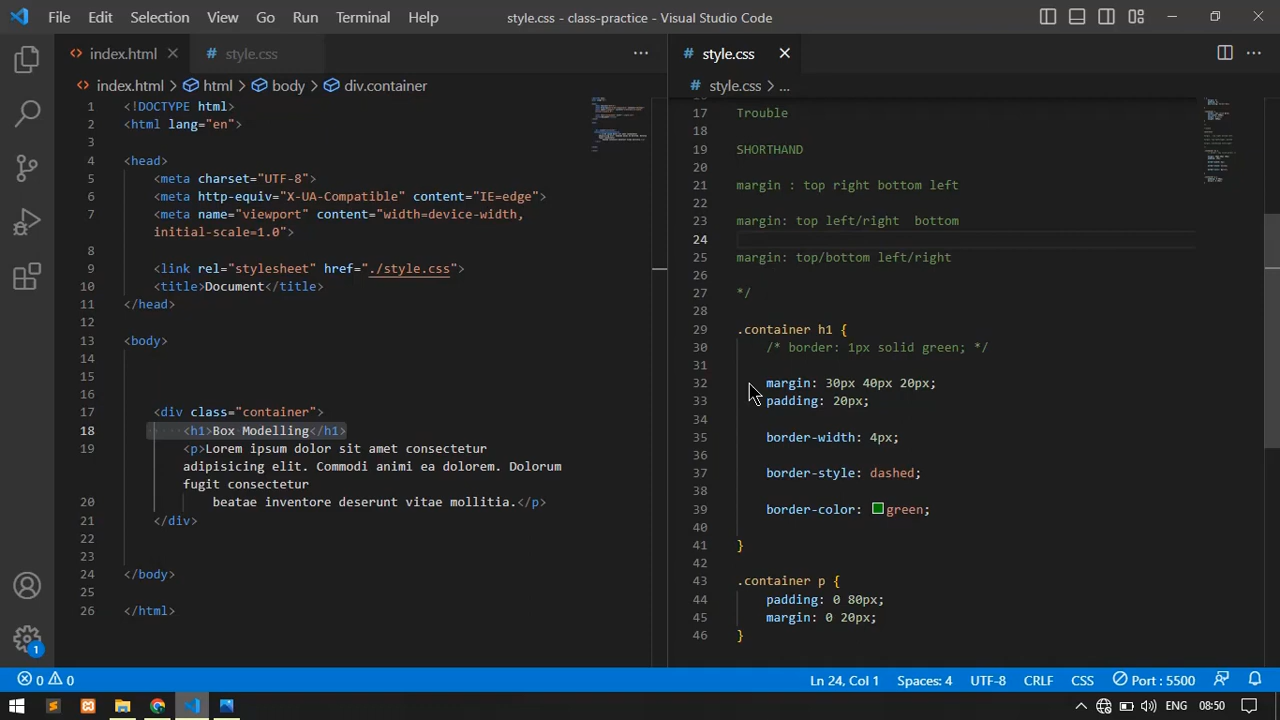 File Edit Selection View Go Run Terminal Help
style.css - class-practice - Visual Studio Code
index.html
style.css
index.html > html > body > div.container
1 <!DOCTYPE html>
2 <html lang="en">
3
4 <head>
5 <meta charset="UTF-8">
6 <meta http-equiv="X-UA-Compatible" content="IE=edge">
7 <meta name="viewport" content="width=device-width,
initial-scale=1.0">
8
9 <link rel="stylesheet" href="./style.css">
10 <title>Document</title>
11 </head>
12
13 <body>
14
15
16
17 <div class="container">
18 <h1>Box Modelling</h1>
19 <p>Lorem ipsum dolor sit amet consectetur
adipisicing elit. Commodi animi ea dolorem. Dolorum
fugit consectetur
20 beatae inventore deserunt vitae mollitia.</p>
21 </div>
22
23
24 </body>
25
26 </html>
style.css
style.css > ...
17 Trouble
18
19 SHORTHAND
20
21 margin : top right bottom left
22
23 margin: top left/right  bottom
24
25 margin: top/bottom left/right
26
27 */
28
29 .container h1 {
30 /* border: 1px solid green; */
31
32 margin: 30px 40px 20px;
33 padding: 20px;
34
35 border-width: 4px;
36
37 border-style: dashed;
38
39 border-color: green;
40
41 }
42
43 .container p {
44 padding: 0 80px;
45 margin: 0 20px;
46 }
1
0 0
Ln 24, Col 1 Spaces: 4 UTF-8 CRLF CSS Port : 5500
ENG 08:50